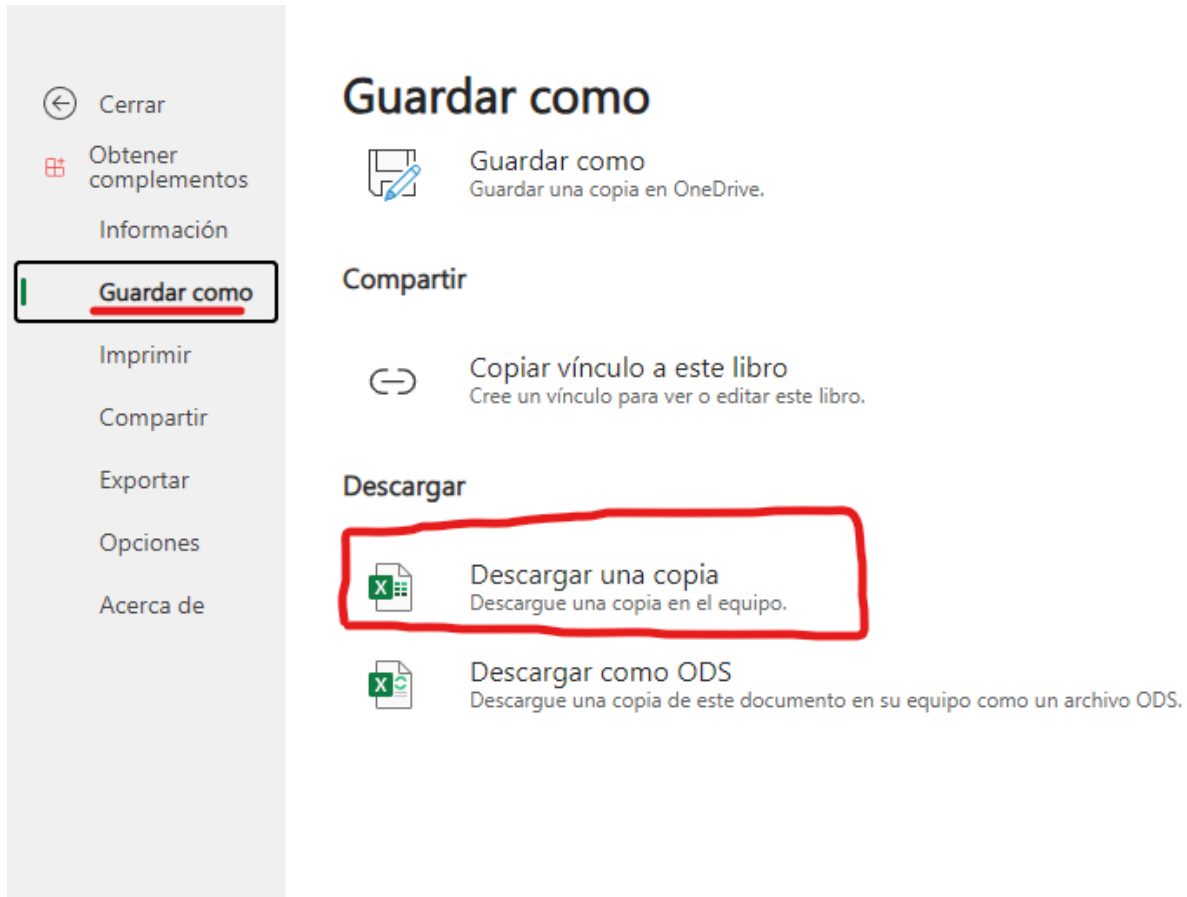 Cerrar
Obtener
complementos
Información
Guardar como
Imprimir
Compartir
Exportar
Opciones
Acerca de
Guardar como
Guardar como
Guardar una copia en OneDrive.
Compartir
Copiar vínculo a este libro
Cree un vínculo para ver o editar este libro.
Descargar
X
Descargar una copia
Descargue una copia en el equipo.
X
Descargar como ODS
Descargue una copia de este documento en su equipo como un archivo ODS.